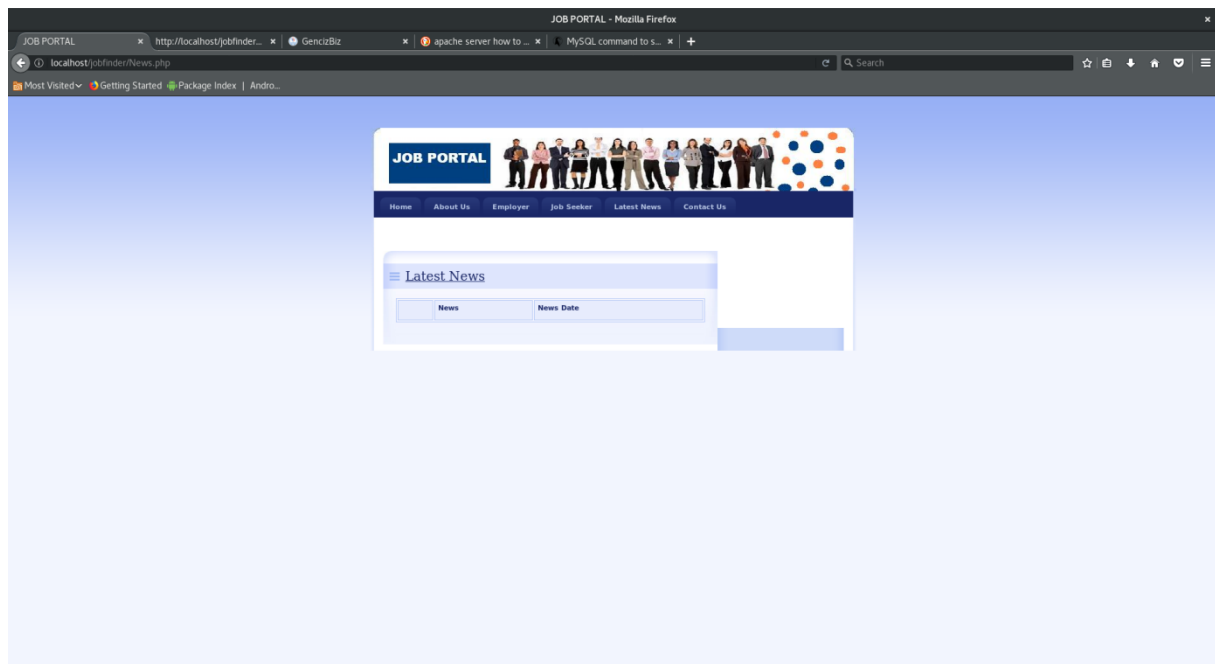 JOB PORTAL - Mozilla Firefox
JOB PORTAL http://localhost/jobfinder... GencizBiz apache server how to ... MySQL command to s...
localhost/jobfinder/News.php Search
Most Visited Getting Started Package Index | Andro...
JOB PORTAL
Home About Us Employer Job Seeker Latest News Contact Us
Latest News
News News Date